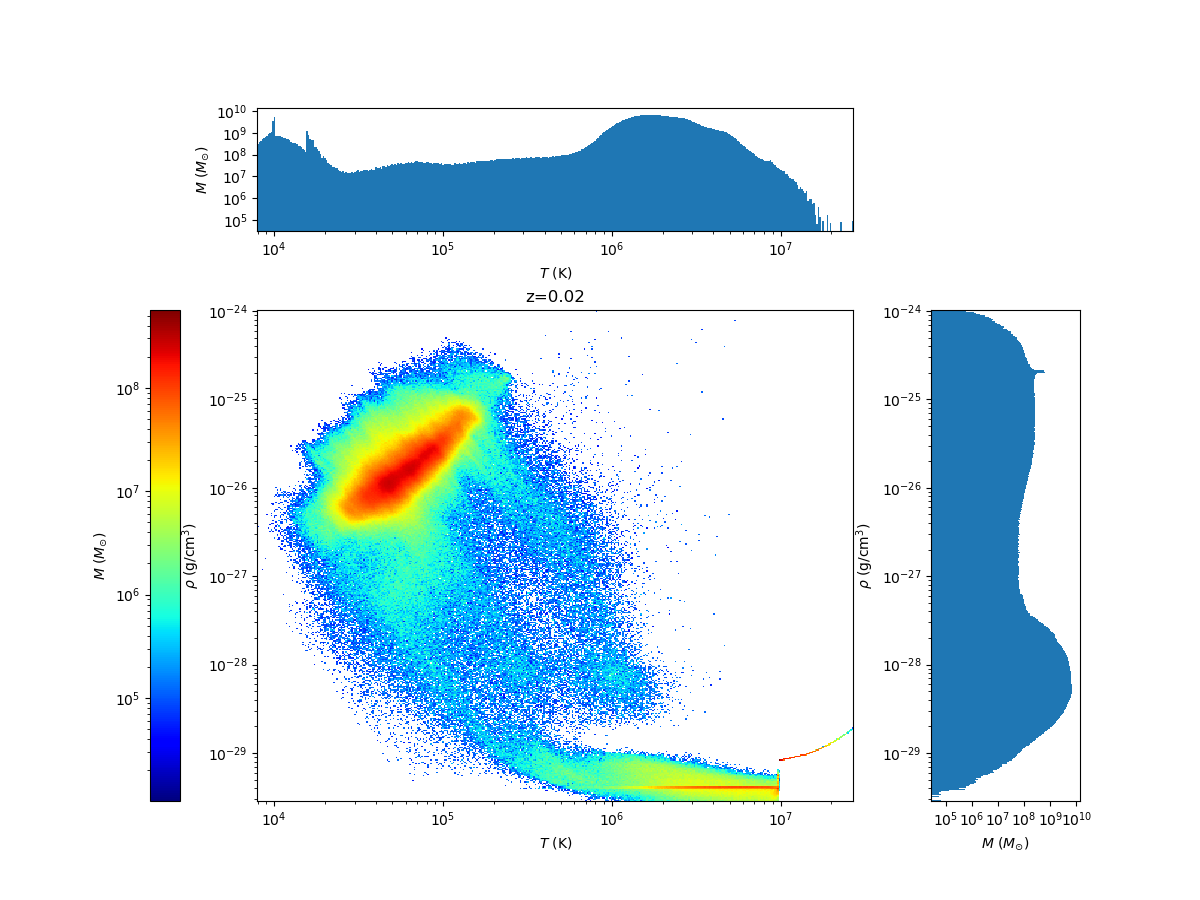 10¹⁰
10⁹
10⁸
10⁷
10⁶
10⁵
M (M⊙)
10⁴ 10⁵ 10⁶ 10⁷
T (K)
z=0.02
10⁸
10⁷
10⁶
10⁵
M (M⊙)
10⁻²⁴
10⁻²⁵
10⁻²⁶
10⁻²⁷
10⁻²⁸
10⁻²⁹
ρ (g/cm³)
10⁴ 10⁵ 10⁶ 10⁷
T (K)
10⁻²⁴
10⁻²⁵
10⁻²⁶
10⁻²⁷
10⁻²⁸
10⁻²⁹
ρ (g/cm³)
10⁵ 10⁶ 10⁷ 10⁸ 10⁹ 10¹⁰
M (M⊙)